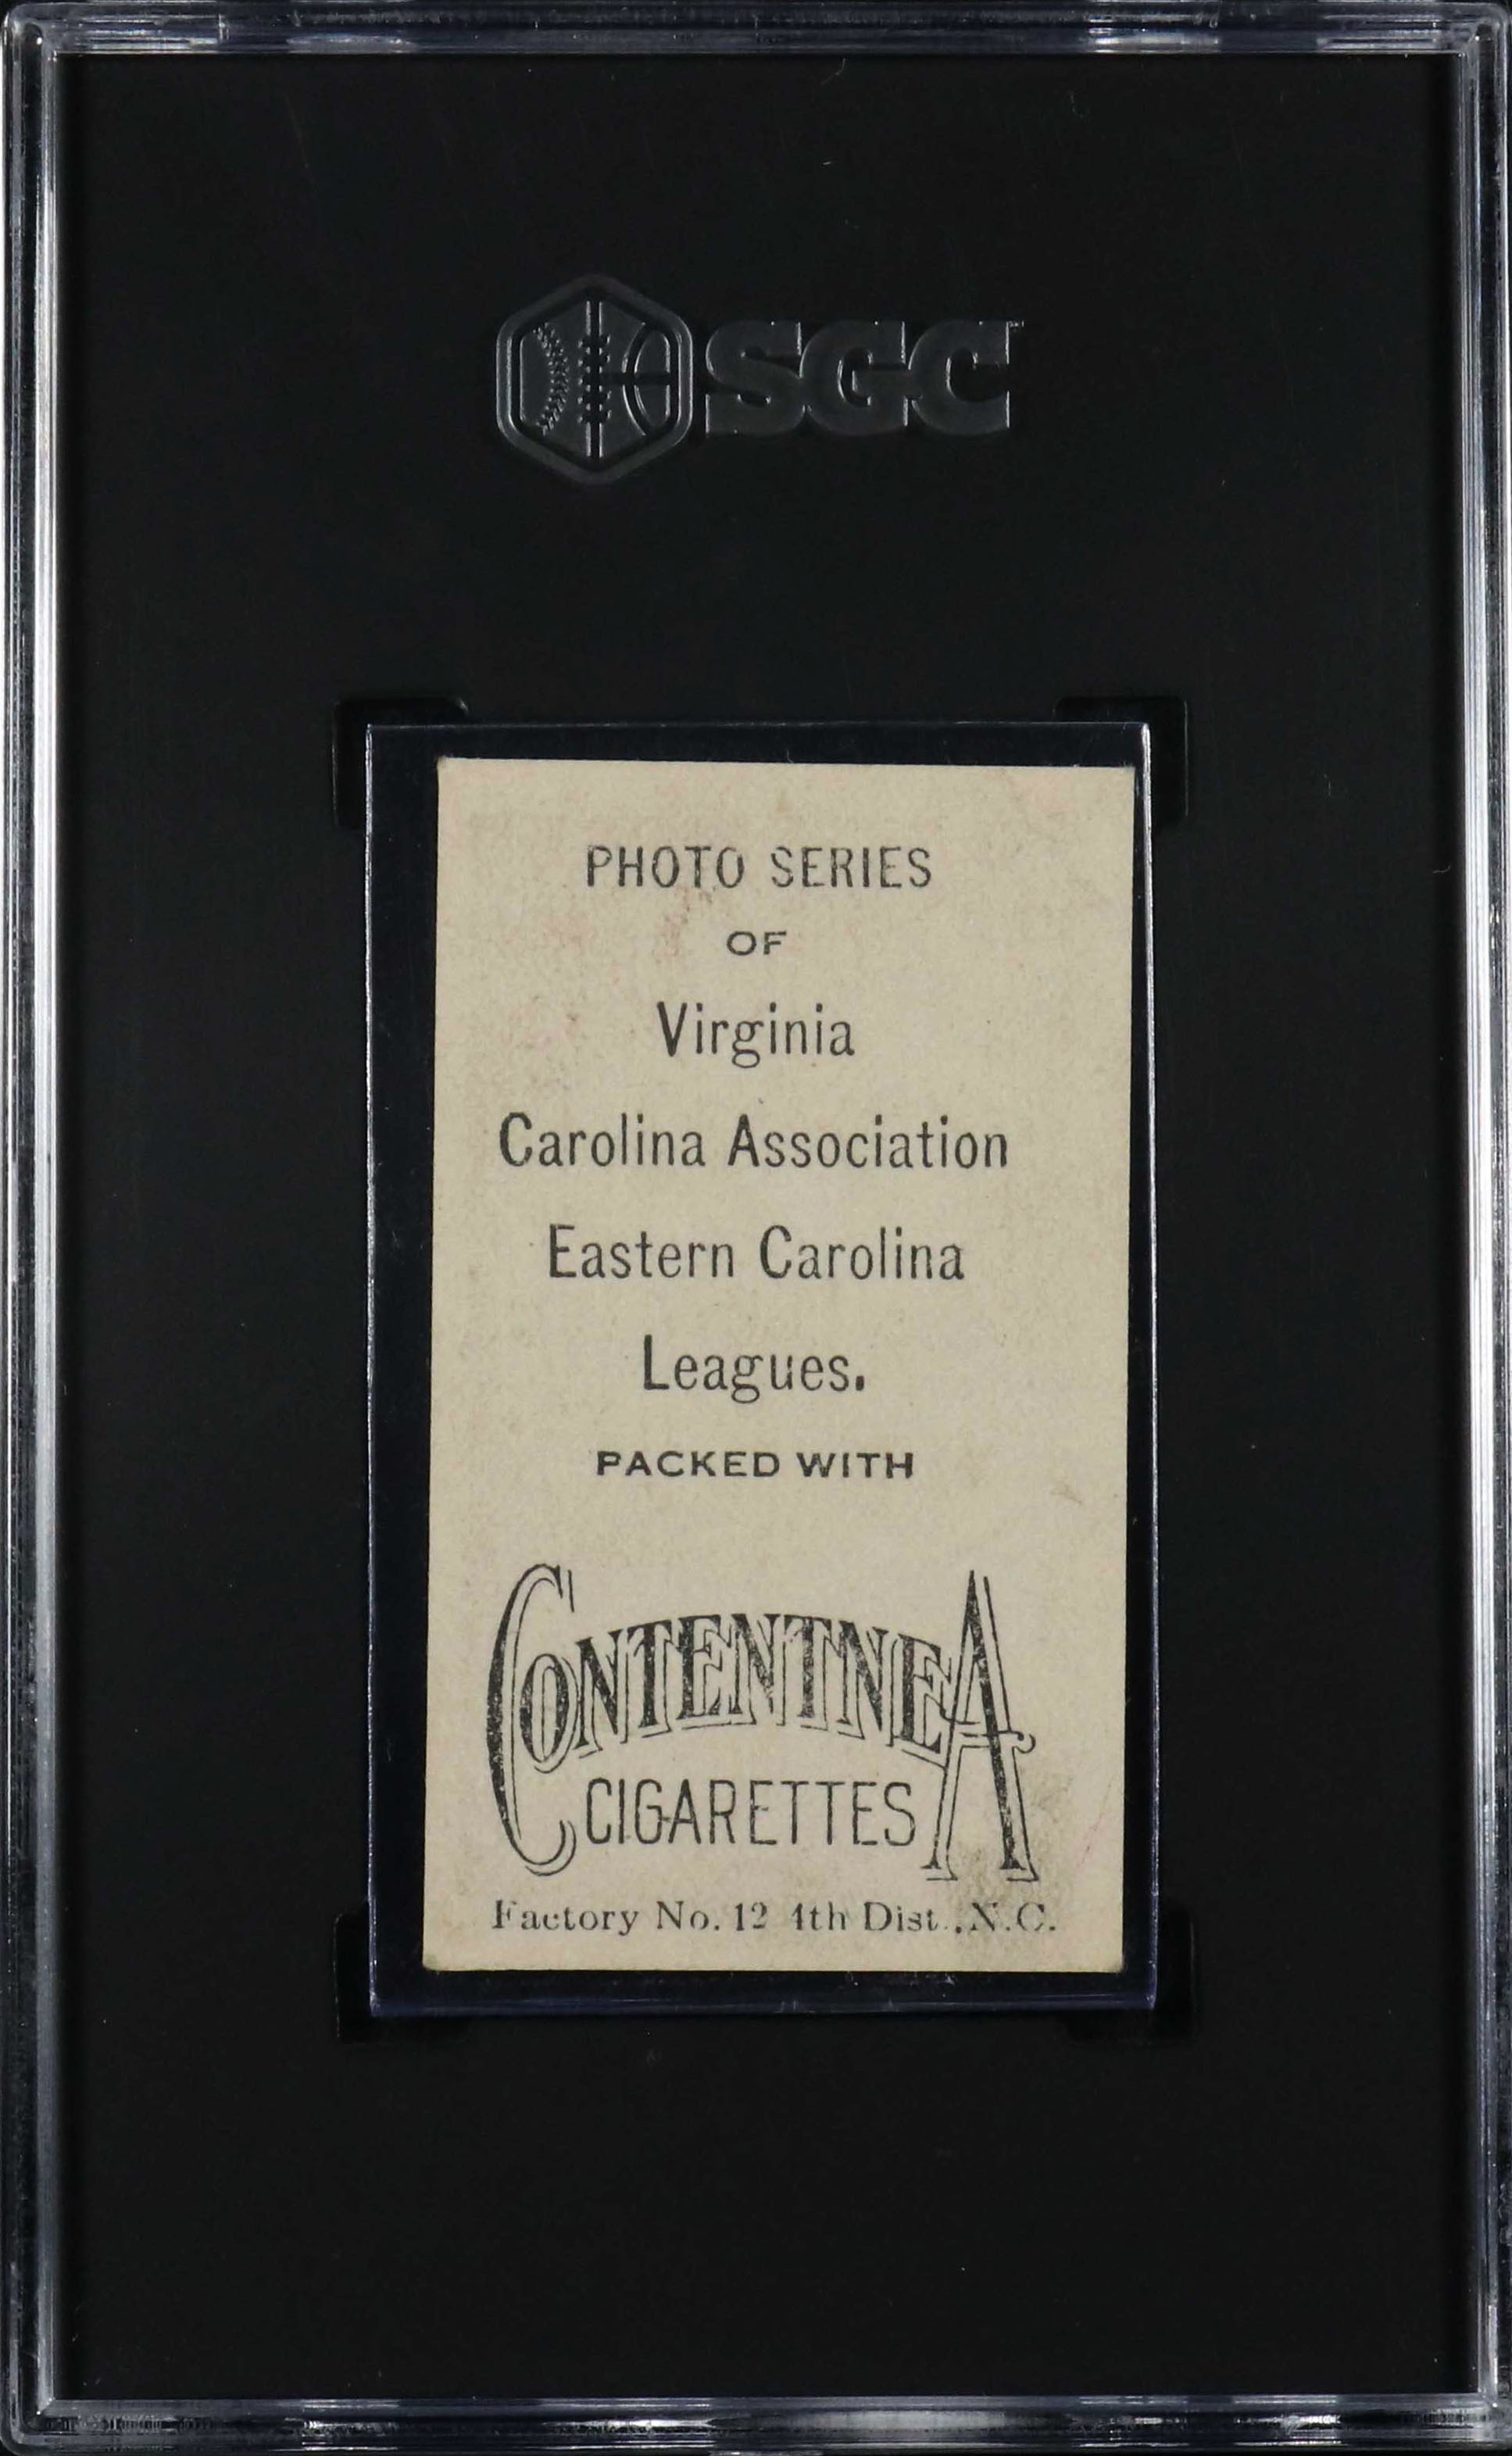 SGC
PHOTO SERIES
OF
Virginia
Carolina Association
Eastern Carolina
Leagues.
PACKED WITH
CONTENTNEA
CIGARETTES
Factory No. 12 4th Dist., N.C.